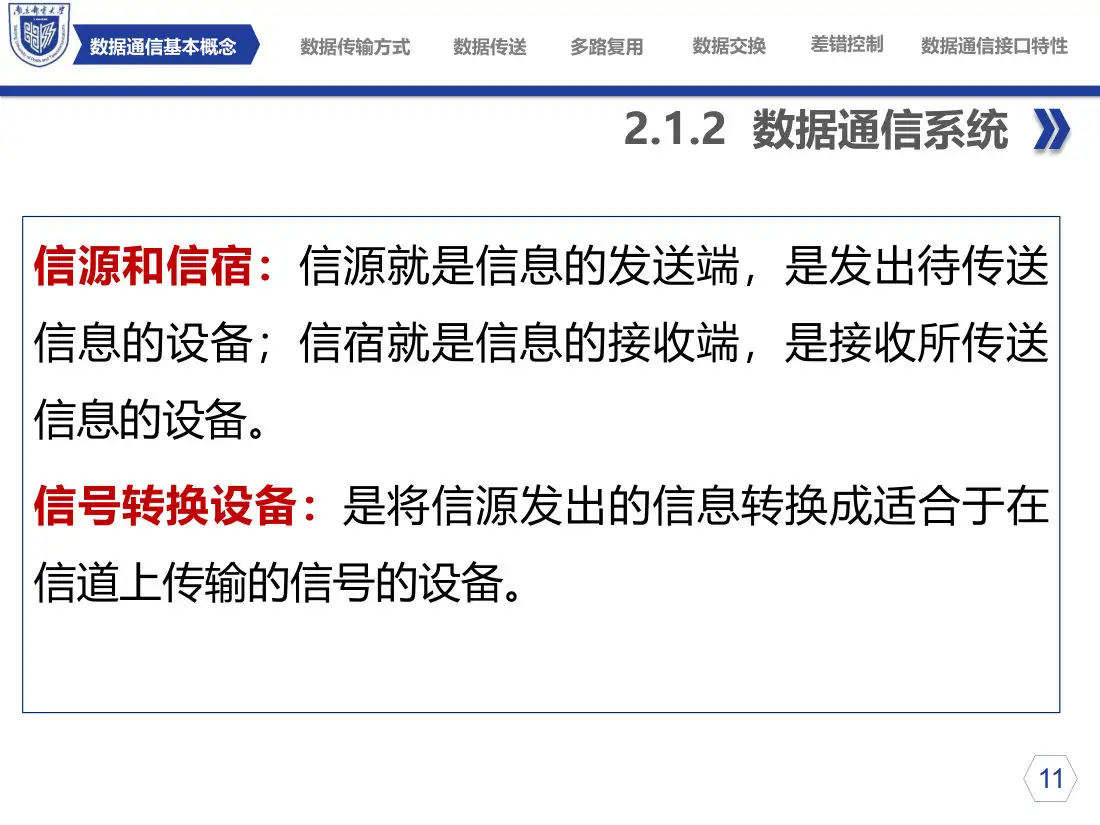 南京邮电大学
数据通信基本概念
数据传输方式
数据传送
多路复用
数据交换
差错控制
数据通信接口特性
2.1.2 数据通信系统
信源和信宿：信源就是信息的发送端，是发出待传送
信息的设备；信宿就是信息的接收端，是接收所传送
信息的设备。
信号转换设备：是将信源发出的信息转换成适合于在
信道上传输的信号的设备。
11